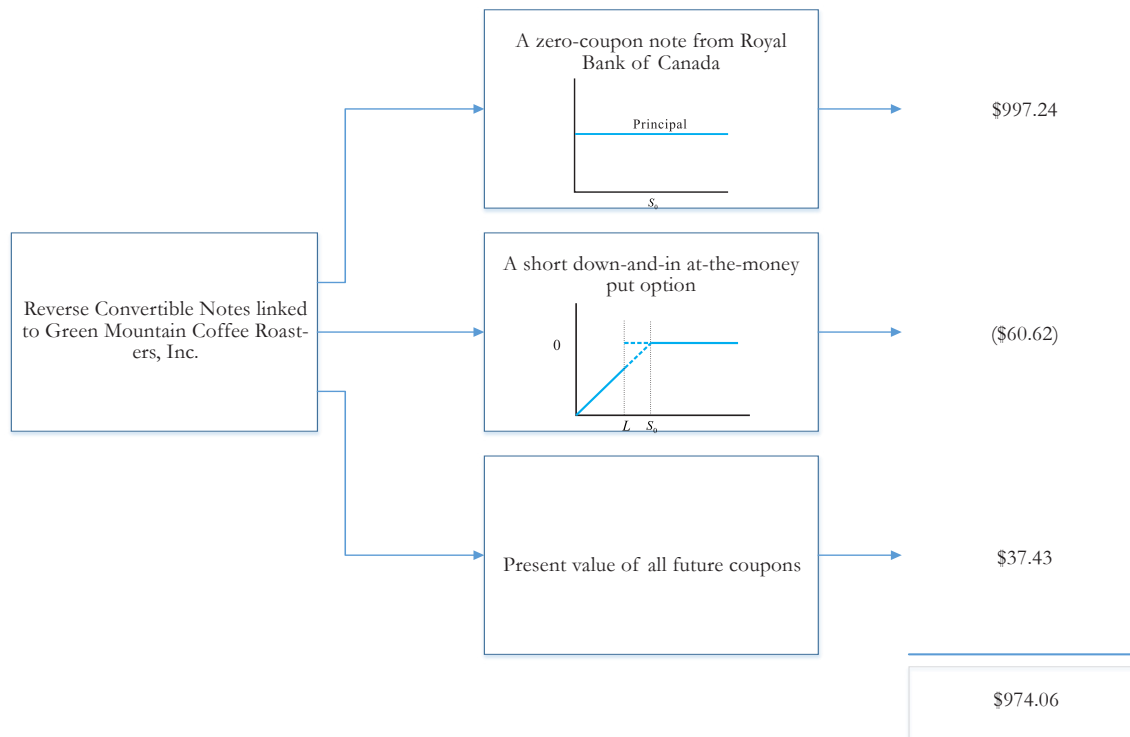 A zero-coupon note from Royal
Bank of Canada
Principal
S₀
$997.24
Reverse Convertible Notes linked
to Green Mountain Coffee Roast-
ers, Inc.
A short down-and-in at-the-money
put option
0
L S₀
($60.62)
Present value of all future coupons
$37.43
$974.06